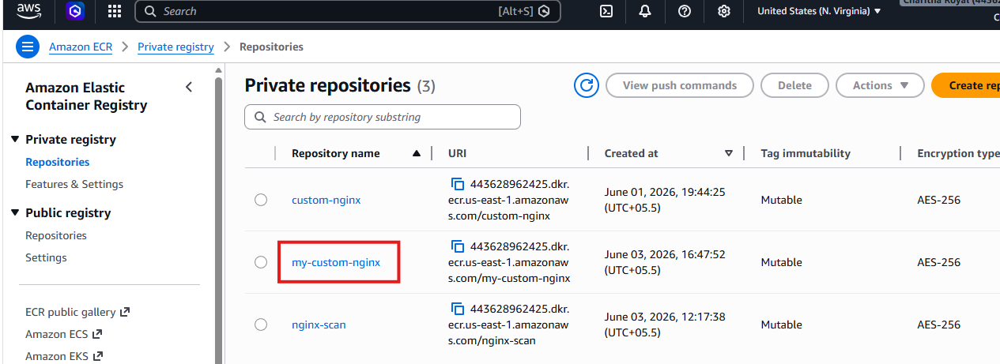 aws
Search
[Alt+S]
United States (N. Virginia)
Amazon ECR
Private registry
Repositories
Amazon Elastic
Container Registry
Private registry
Repositories
Features & Settings
Public registry
Repositories
Settings
ECR public gallery
Amazon ECS
Amazon EKS
Private repositories (3)
View push commands
Delete
Actions
Create rep
Search by repository substring
Repository name
URI
Created at
Tag immutability
Encryption type
custom-nginx
443628962425.dkr.
ecr.us-east-1.amazonaw
s.com/custom-nginx
June 01, 2026, 19:44:25
(UTC+05.5)
Mutable
AES-256
my-custom-nginx
443628962425.dkr.
ecr.us-east-1.amazonaw
s.com/my-custom-nginx
June 03, 2026, 16:47:52
(UTC+05.5)
Mutable
AES-256
nginx-scan
443628962425.dkr.
ecr.us-east-1.amazonaw
s.com/nginx-scan
June 03, 2026, 12:17:38
(UTC+05.5)
Mutable
AES-256